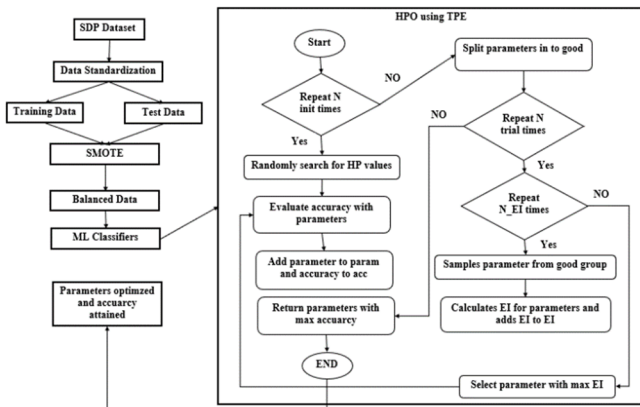 SDP Dataset
Data Standardization
Training Data
Test Data
SMOTE
Balanced Data
ML Classifiers
Parameters optimzed
and accuarcy
attained
HPO using TPE
Start
Repeat N
init times
NO
Yes
Randomly search for HP values
Evaluate accuracy with
parameters
Add parameter to param
and accuracy to acc
Return parameters with
max accuarcy
END
Split parameters in to good
Repeat N
trial times
NO
Yes
Repeat
N_EI times
NO
Yes
Samples parameter from good group
Calculates EI for parameters and
adds EI to EI
Select parameter with max EI